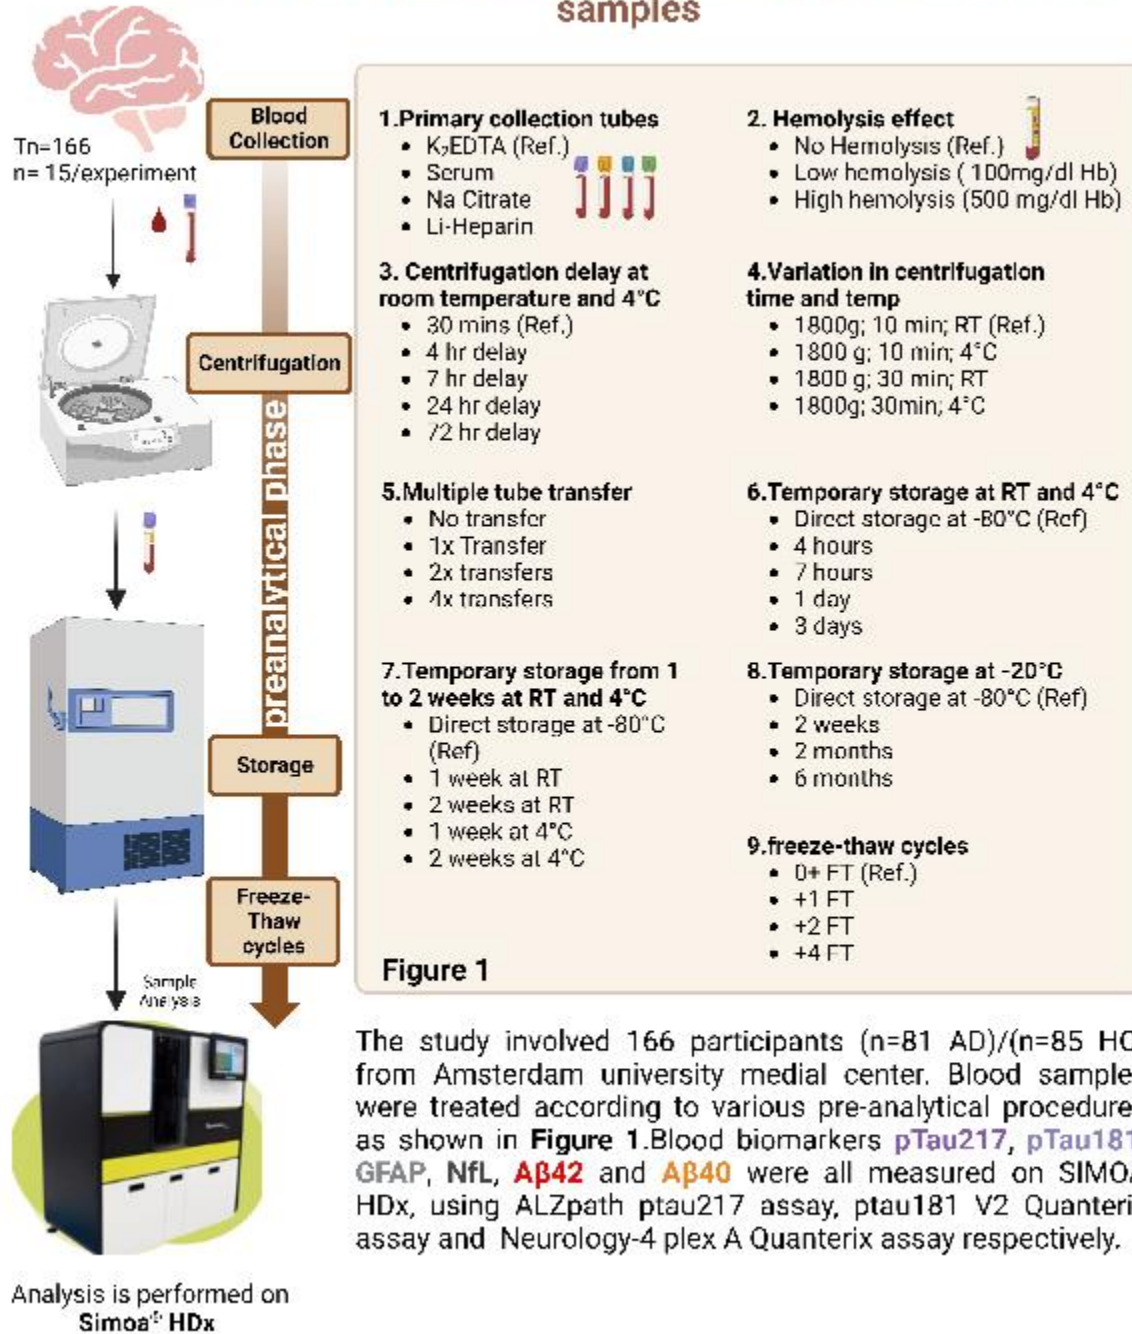 samples
Tn=166
n= 15/experiment
Blood
Collection
Centrifugation
preanalytical phase
Storage
Freeze-
Thaw
cycles
Sample
Analysis
Analysis is performed on
Simoa® HDx
1.Primary collection tubes
• K₂EDTA (Ref.)
• Serum
• Na Citrate
• Li-Heparin
2. Hemolysis effect
• No Hemolysis (Ref.)
• Low hemolysis ( 100mg/dl Hb)
• High hemolysis (500 mg/dl Hb)
3. Centrifugation delay at
room temperature and 4°C
• 30 mins (Ref.)
• 4 hr delay
• 7 hr delay
• 24 hr delay
• 72 hr delay
4.Variation in centrifugation
time and temp
• 1800g; 10 min; RT (Ref.)
• 1800 g; 10 min; 4°C
• 1800 g; 30 min; RT
• 1800g; 30min; 4°C
5.Multiple tube transfer
• No transfer
• 1x Transfer
• 2x transfers
• 4x transfers
6.Temporary storage at RT and 4°C
• Direct storage at -80°C (Ref)
• 4 hours
• 7 hours
• 1 day
• 3 days
7.Temporary storage from 1
to 2 weeks at RT and 4°C
• Direct storage at -80°C
(Ref)
• 1 week at RT
• 2 weeks at RT
• 1 week at 4°C
• 2 weeks at 4°C
8.Temporary storage at -20°C
• Direct storage at -80°C (Ref)
• 2 weeks
• 2 months
• 6 months
9.freeze-thaw cycles
• 0+ FT (Ref.)
• +1 FT
• +2 FT
• +4 FT
Figure 1
The study involved 166 participants (n=81 AD)/(n=85 HC
from Amsterdam university medial center. Blood sample
were treated according to various pre-analytical procedure
as shown in Figure 1.Blood biomarkers pTau217, pTau181
GFAP, NfL, Aβ42 and Aβ40 were all measured on SIMOA
HDx, using ALZpath ptau217 assay, ptau181 V2 Quanteri
assay and Neurology-4 plex A Quanterix assay respectively.